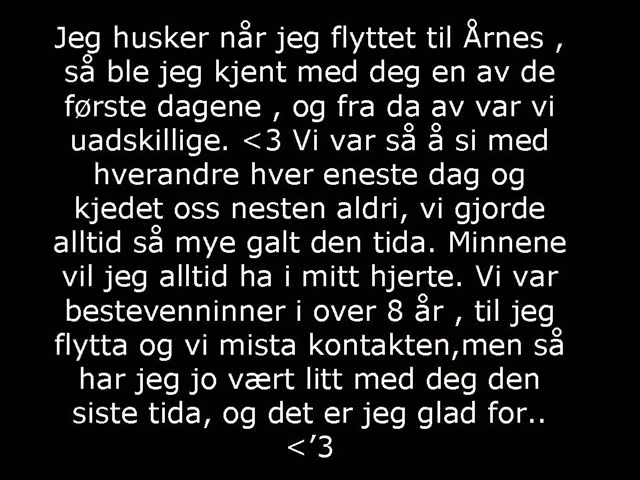 Jeg husker når jeg flyttet til Årnes ,
så ble jeg kjent med deg en av de
første dagene , og fra da av var vi
uadskillige. <3 Vi var så å si med
hverandre hver eneste dag og
kjedet oss nesten aldri, vi gjorde
alltid så mye galt den tida. Minnene
vil jeg alltid ha i mitt hjerte. Vi var
bestevenninner i over 8 år , til jeg
flytta og vi mista kontakten,men så
har jeg jo vært litt med deg den
siste tida, og det er jeg glad for..
<’3